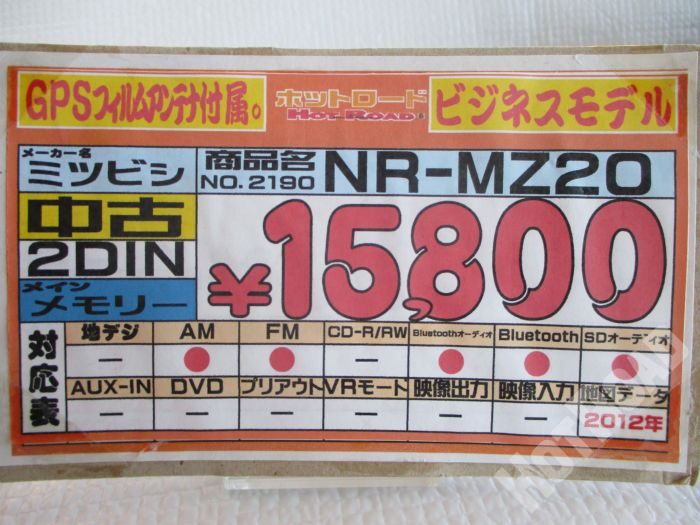 GPSフィルムアンテナ付属。
ホットロード
HOT ROAD
ビジネスモデル
メーカー名
ミツビシ
商品名
NO.2190
NR-MZ20
中古
2DIN
メイン
メモリー
¥15,800
対応表
地デジ AM FM CD-R/RW Bluetoothオーディオ Bluetooth SDオーディオ
― ● ● ― ● ● ●
AUX-IN DVD プリアウト VRモード 映像出力 映像入力 地図データ
― ― ― ― ― ― 2012年
HOT ROAD